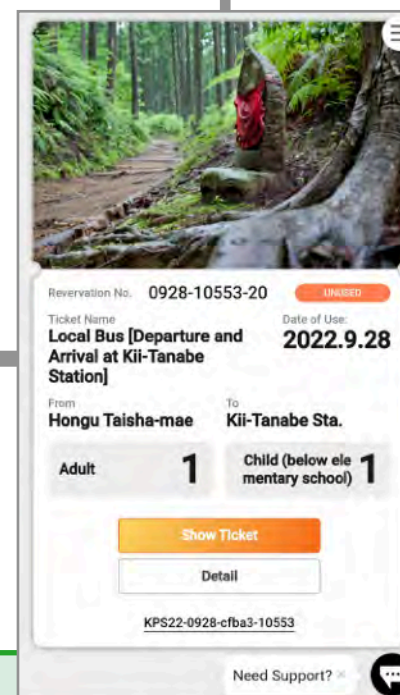 Revervation No. 0928-10553-20 UNUSED
Ticket Name
Local Bus [Departure and
Arrival at Kii-Tanabe
Station]
Date of Use:
2022.9.28
From
Hongu Taisha-mae
To
Kii-Tanabe Sta.
Adult 1
Child (below ele
mentary school) 1
Show Ticket
Detail
KPS22-0928-cfba3-10553
Need Support? ×